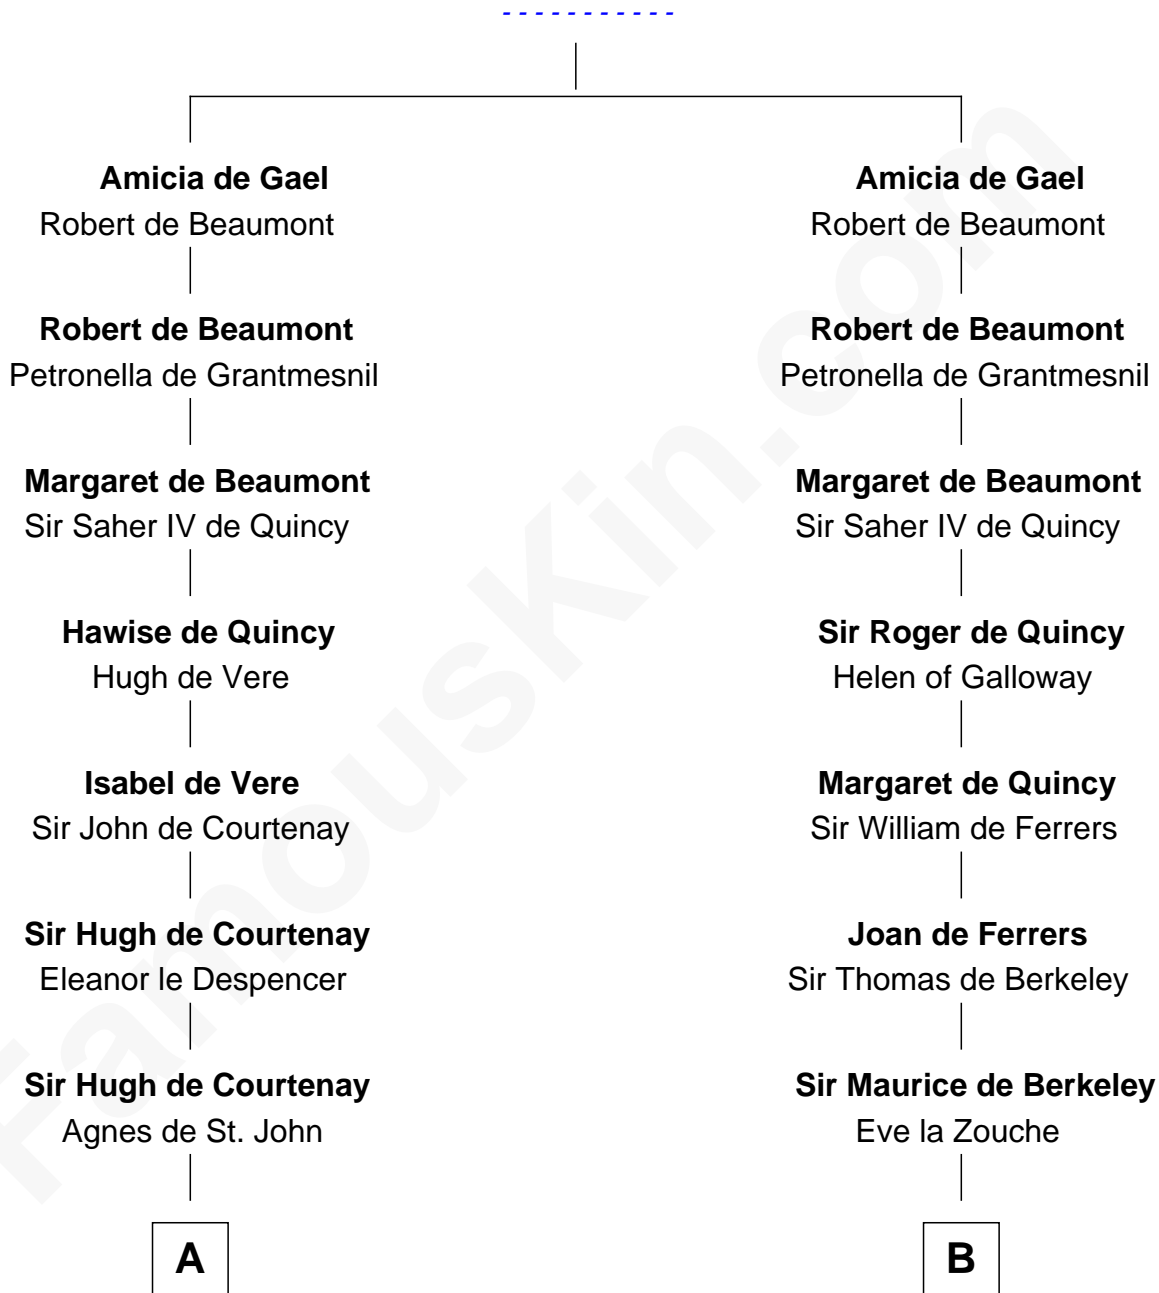 - - - - - - - - - - -
Amicia de Gael
Robert de Beaumont
Robert de Beaumont
Petronella de Grantmesnil
Margaret de Beaumont
Sir Saher IV de Quincy
Hawise de Quincy
Hugh de Vere
Isabel de Vere
Sir John de Courtenay
Sir Hugh de Courtenay
Eleanor le Despencer
Sir Hugh de Courtenay
Agnes de St. John
A
Amicia de Gael
Robert de Beaumont
Robert de Beaumont
Petronella de Grantmesnil
Margaret de Beaumont
Sir Saher IV de Quincy
Sir Roger de Quincy
Helen of Galloway
Margaret de Quincy
Sir William de Ferrers
Joan de Ferrers
Sir Thomas de Berkeley
Sir Maurice de Berkeley
Eve la Zouche
B
FamousKin.com